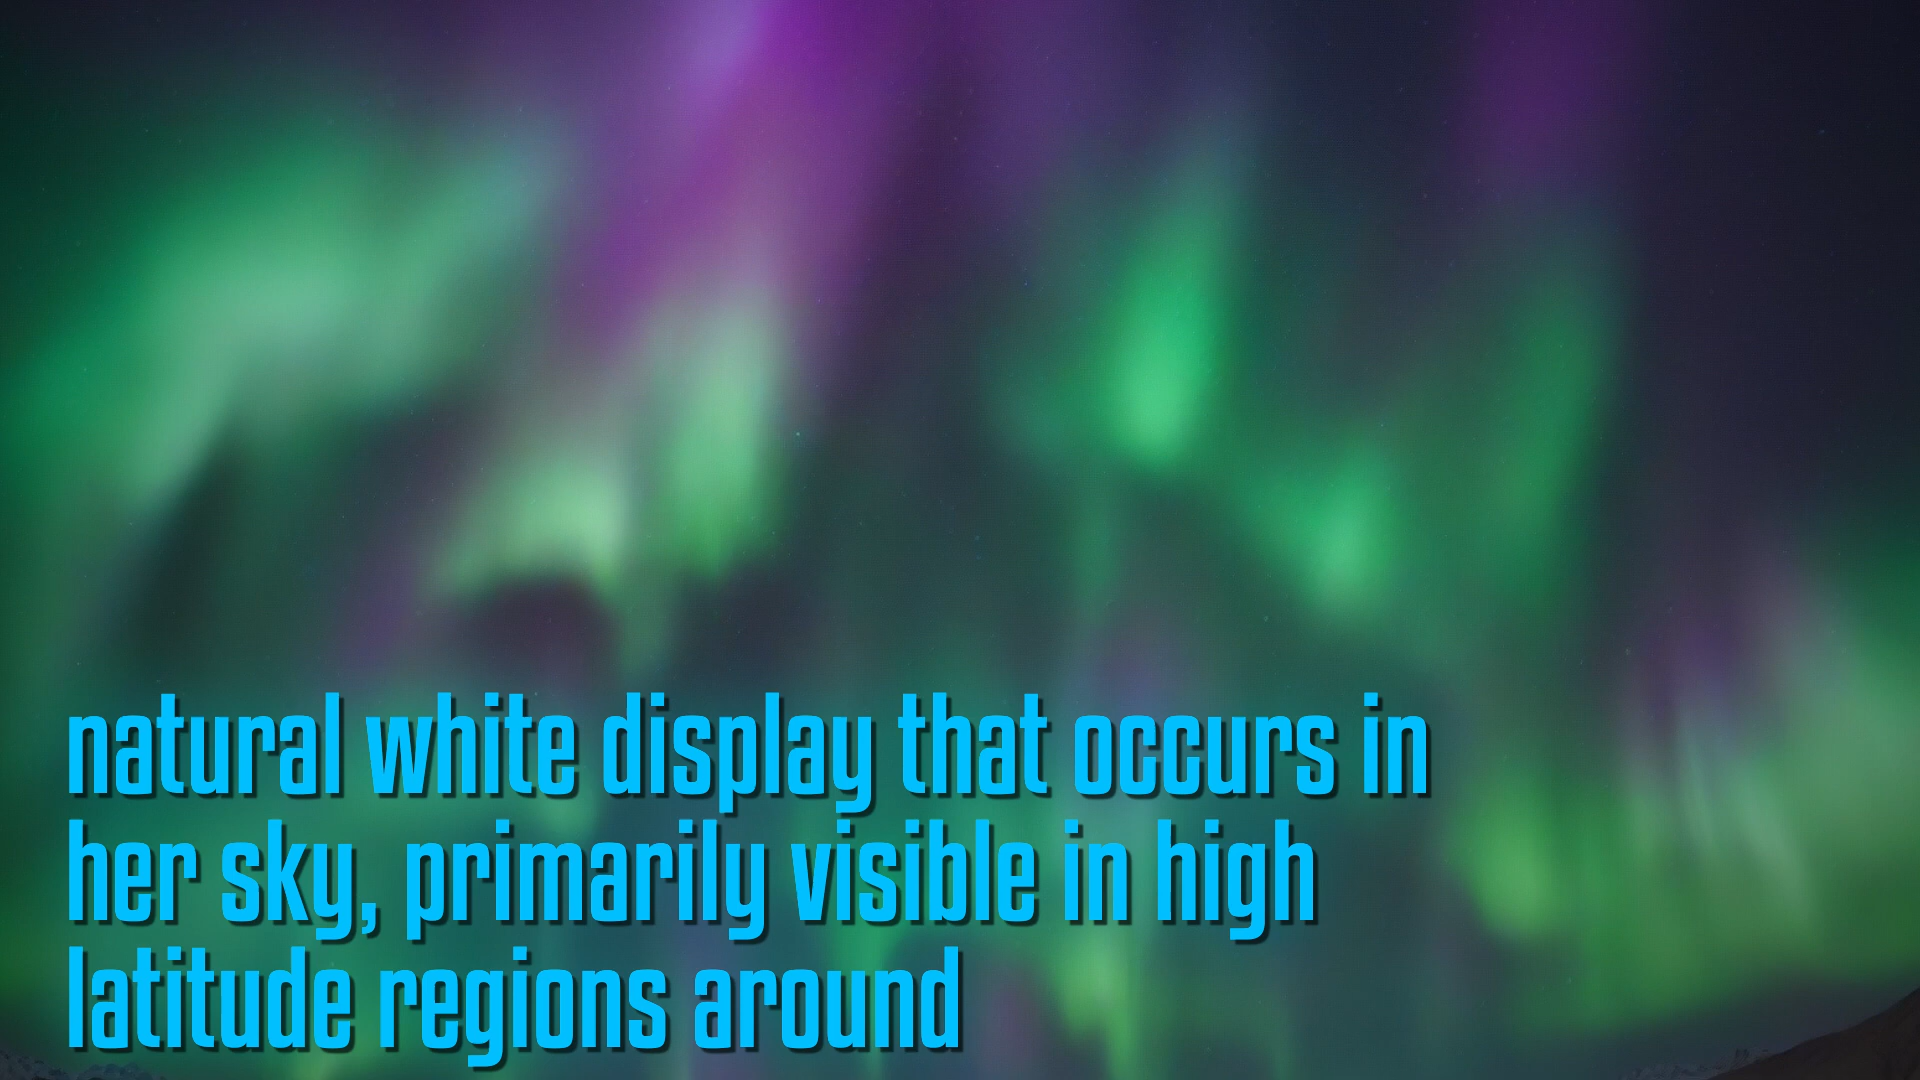 natural white display that occurs in
her sky, primarily visible in high
latitude regions around